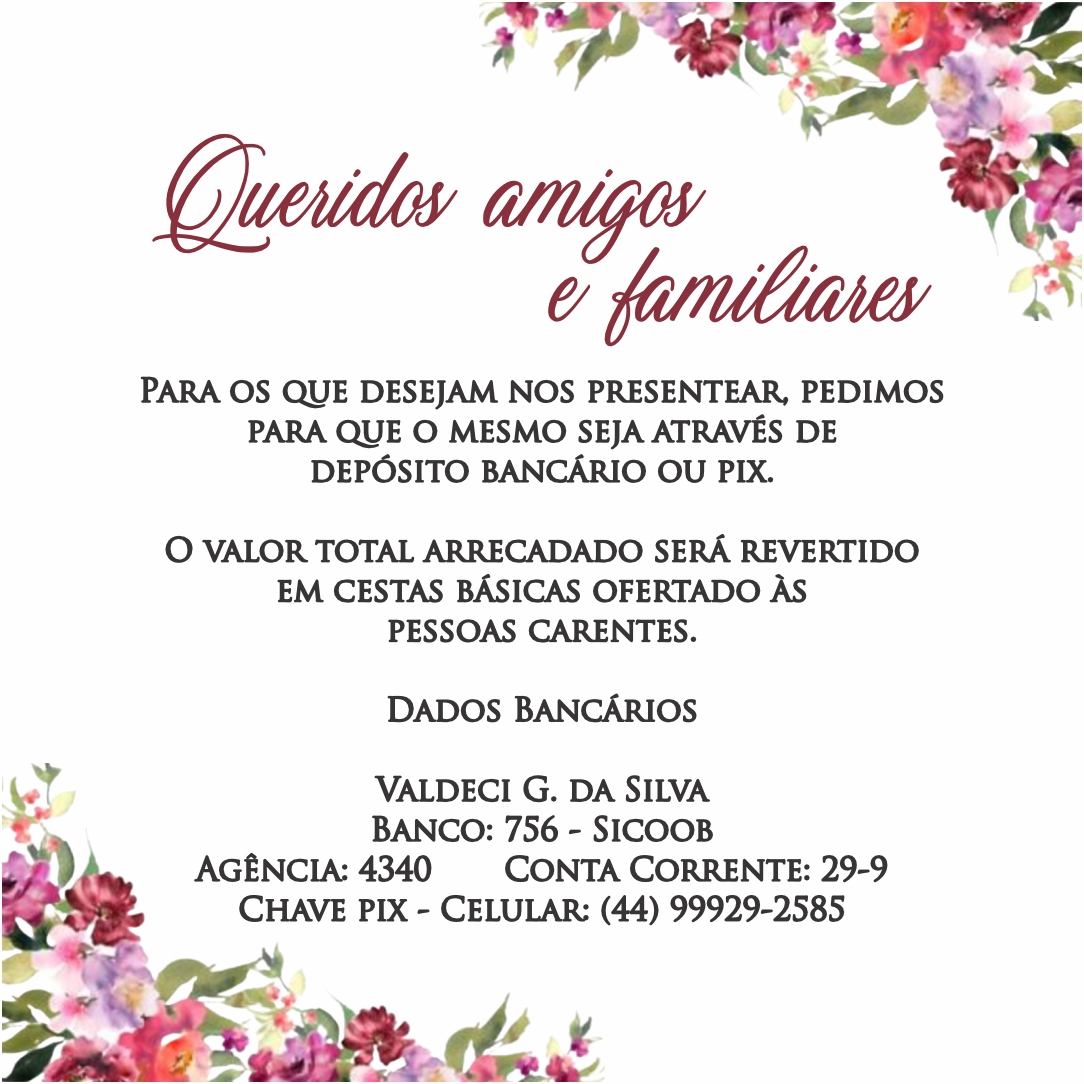 Queridos amigos
e familiares
Para os que desejam nos presentear, pedimos
para que o mesmo seja através de
depósito bancário ou pix.
O valor total arrecadado será revertido
em cestas básicas ofertado às
pessoas carentes.
Dados Bancários
Valdeci G. da Silva
Banco: 756 - Sicoob
Agência: 4340 Conta Corrente: 29-9
Chave pix - Celular: (44) 99929-2585